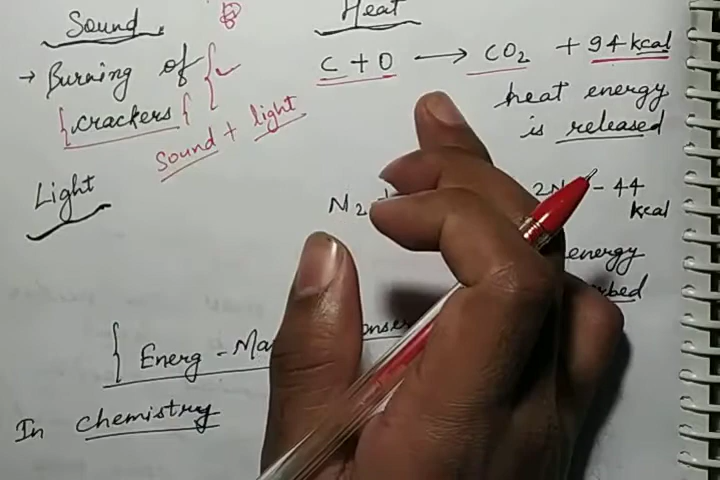 Sound
→ Burning of
{crackers}
Sound + light
Light
Heat
C + O → CO₂ + 94 kcal
heat energy
is released
N₂ - 44
kcal
energy
{ Energ -
In chemistry